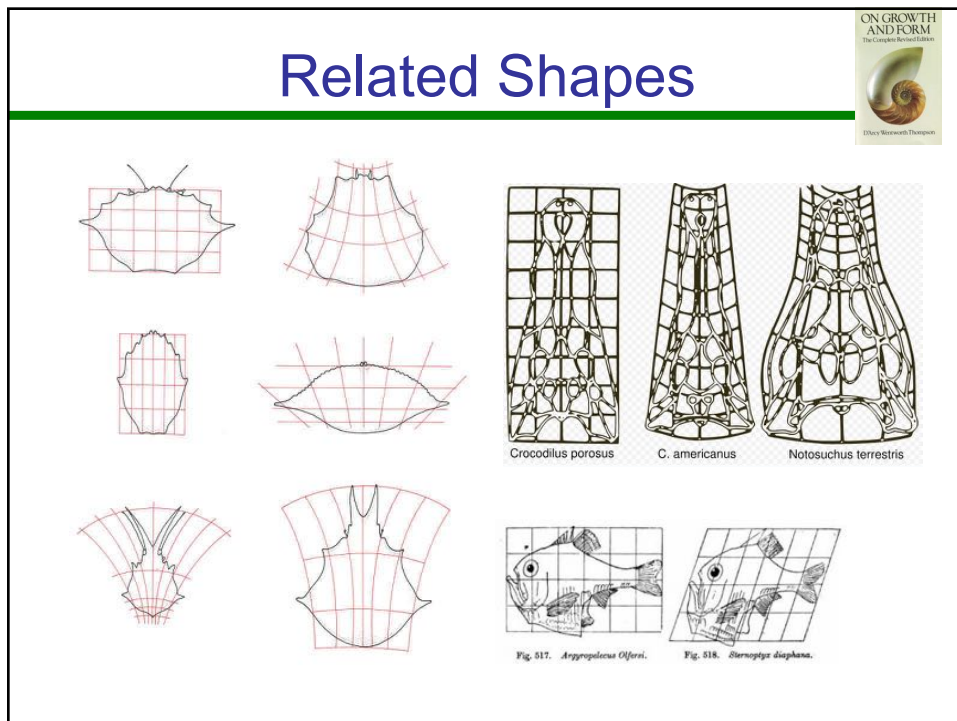 Related Shapes
ON GROWTH
AND FORM
The Complete Revised Edition
D'Arcy Wentworth Thompson
Crocodilus porosus
C. americanus
Notosuchus terrestris
Fig. 517. Argyropelecus Olfersi.
Fig. 518. Sternoptyx diaphana.